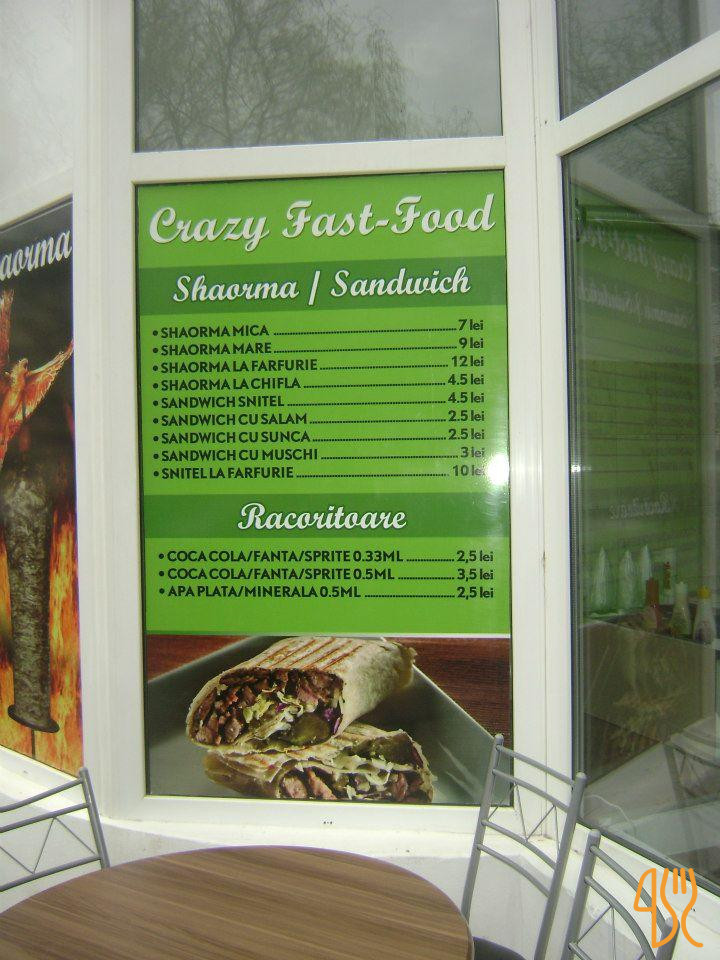 Crazy Fast-Food
Shaorma / Sandwich
• SHAORMA MICA ........ 7 lei
• SHAORMA MARE ........ 9 lei
• SHAORMA LA FARFURIE ........ 12 lei
• SHAORMA LA CHIFLA ........ 4.5 lei
• SANDWICH SNITEL ........ 4.5 lei
• SANDWICH CU SALAM ........ 2.5 lei
• SANDWICH CU SUNCA ........ 2.5 lei
• SANDWICH CU MUSCHI ........ 3 lei
• SNITEL LA FARFURIE ........ 10 lei
Racoritoare
• COCA COLA/FANTA/SPRITE 0.33ML ........ 2,5 lei
• COCA COLA/FANTA/SPRITE 0.5ML ........ 3,5 lei
• APA PLATA/MINERALA 0.5ML ........ 2,5 lei
aorma